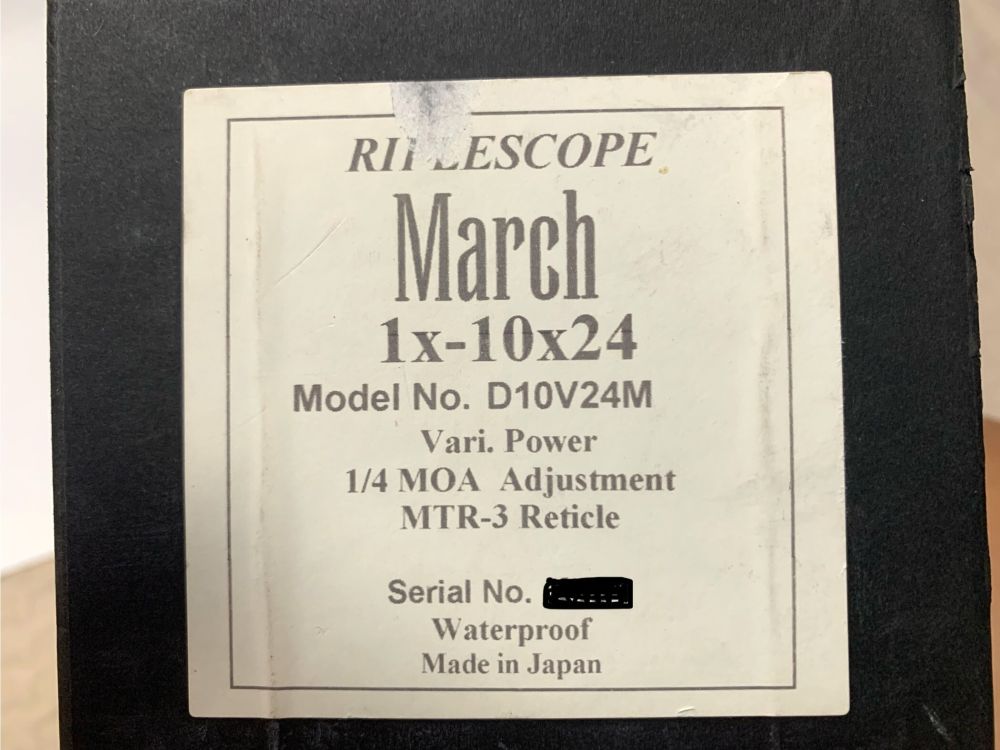 RIFLESCOPE
March
1x-10x24
Model No. D10V24M
Vari. Power
1/4 MOA Adjustment
MTR-3 Reticle
Serial No.
Waterproof
Made in Japan